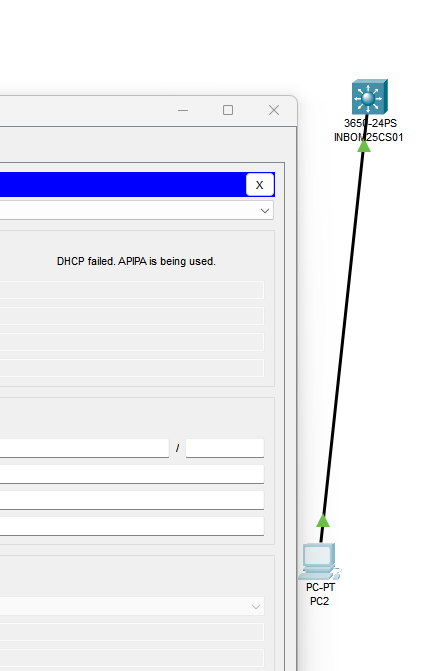 3650-24PS
INBOM25CS01
X
DHCP failed. APIPA is being used.
/
PC-PT
PC2